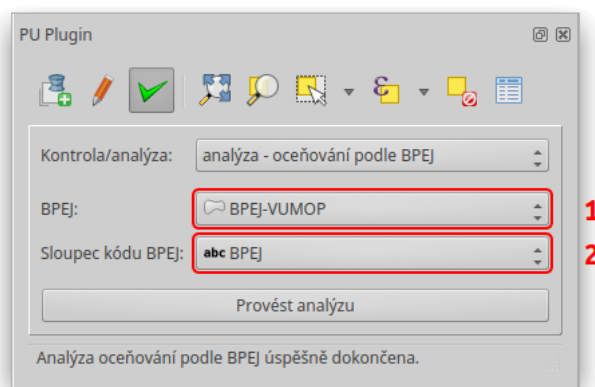 PU Plugin
ε
Kontrola/analýza: analýza - oceňování podle BPEJ
BPEJ: BPEJ-VUMOP 1
Sloupec kódu BPEJ: abc BPEJ 2
Provést analýzu
Analýza oceňování podle BPEJ úspěšně dokončena.